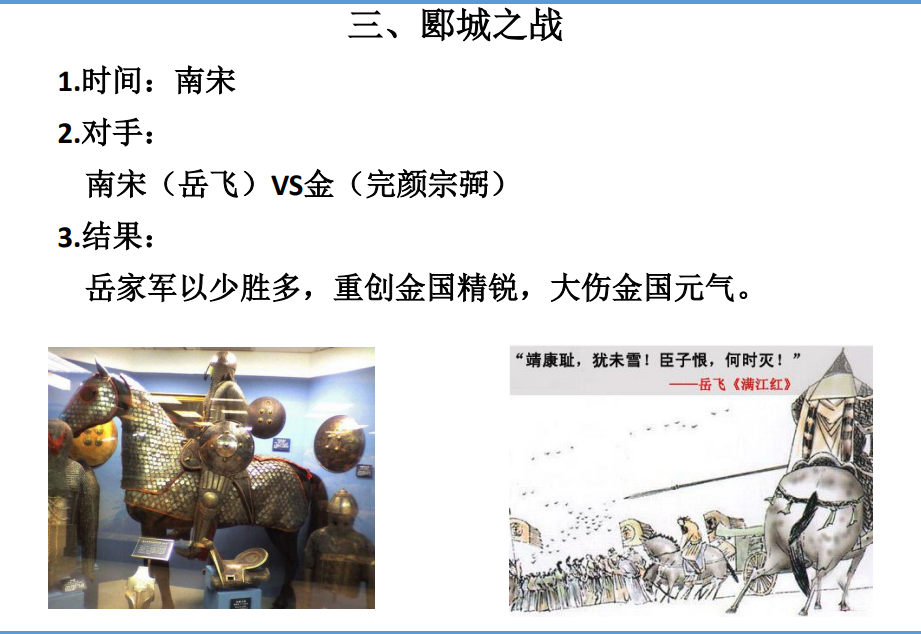 三、郾城之战
1.时间：南宋
2.对手：
南宋（岳飞）VS金（完颜宗弼）
3.结果：
岳家军以少胜多，重创金国精锐，大伤金国元气。
“靖康耻，犹未雪！臣子恨，何时灭！”
——岳飞《满江红》